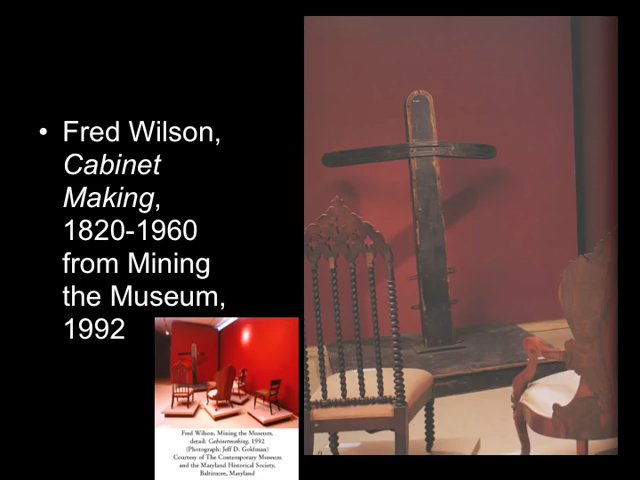 • Fred Wilson,
Cabinet
Making,
1820-1960
from Mining
the Museum,
1992
Fred Wilson, Mining the Museum,
detail: Cabinetmaking, 1992
(Photograph: Jeff D. Goldman)
Courtesy of The Contemporary Museum
and the Maryland Historical Society,
Baltimore, Maryland